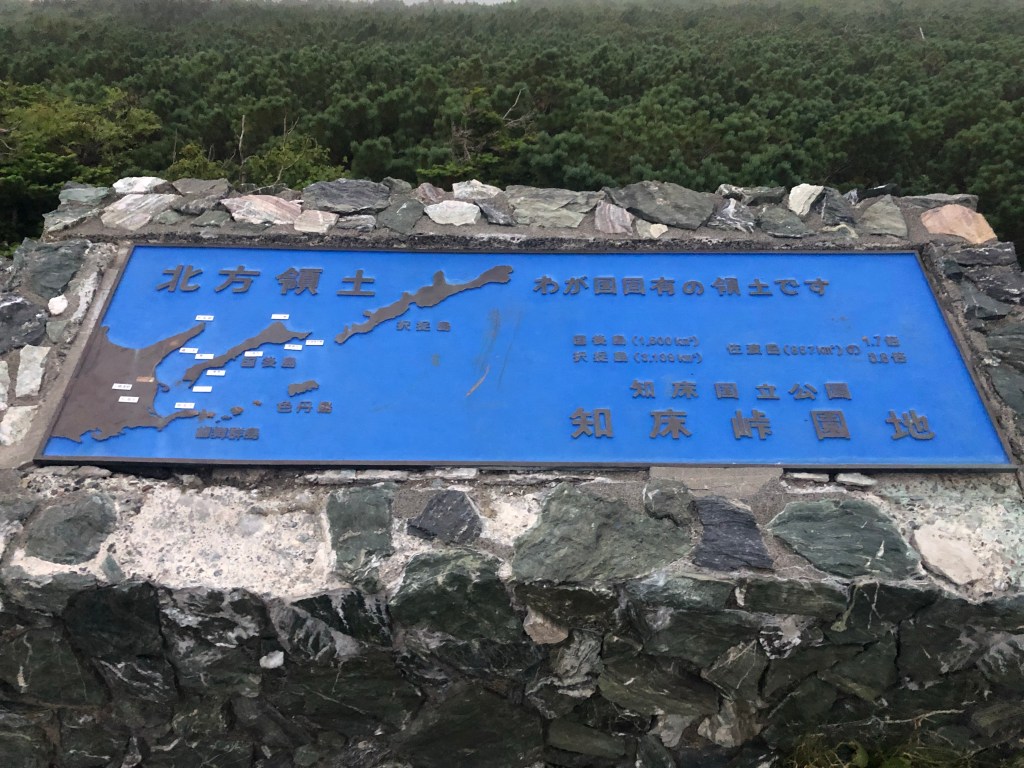 北方領土
わが国固有の領土です
択捉島
国後島
色丹島
歯舞群島
国後島(1,500km²)
択捉島(3,139km²)
佐渡島(857km²)の
1.7倍
3.6倍
知床国立公園
知床峠園地